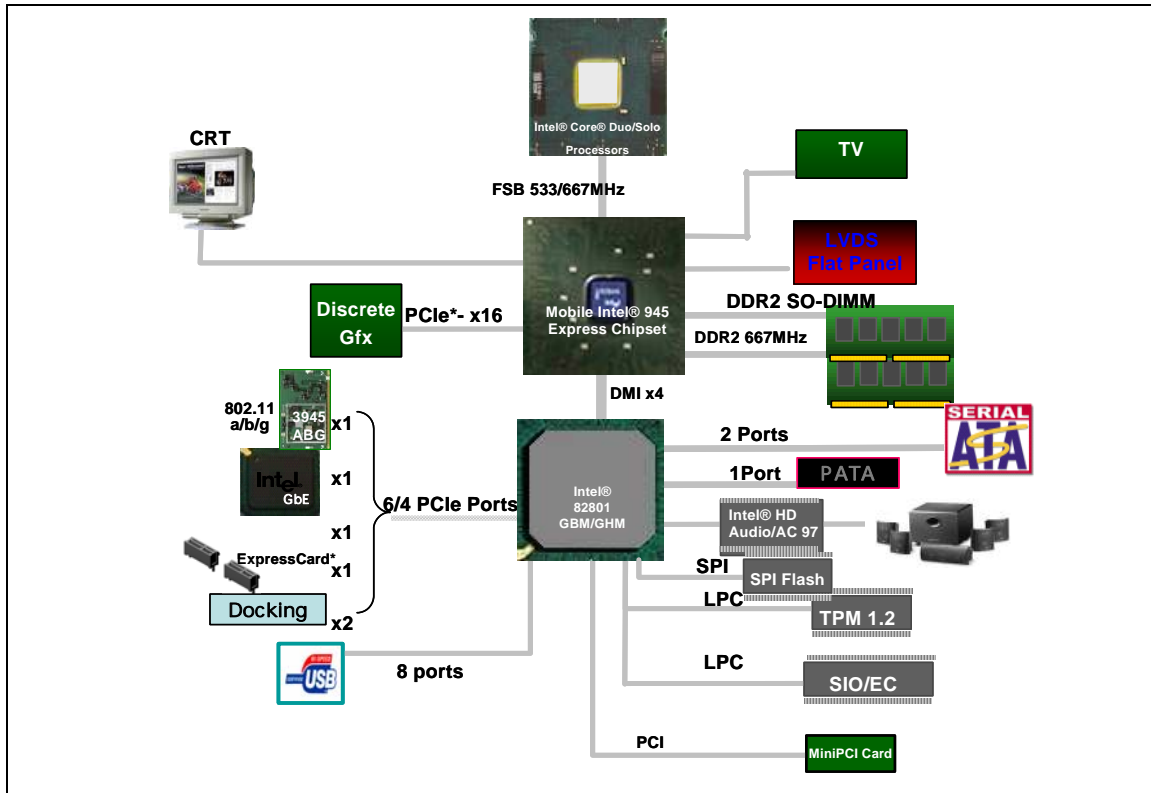 Intel® Core® Duo/Solo
Processors
CRT
TV
FSB 533/667MHz
LVDS
Flat Panel
DDR2 SO-DIMM
Discrete
Gfx
PCIe*- x16
Mobile Intel® 945
Express Chipset
DDR2 667MHz
DMI x4
802.11
a/b/g
3945
ABG
x1
SERIAL
ATA
2 Ports
1Port
PATA
Intel
GbE
x1
6/4 PCIe Ports
Intel®
82801
GBM/GHM
Intel® HD
Audio/AC 97
x1
ExpressCard*
x1
SPI
SPI Flash
LPC
TPM 1.2
Docking
x2
USB
8 ports
LPC
SIO/EC
PCI
MiniPCI Card